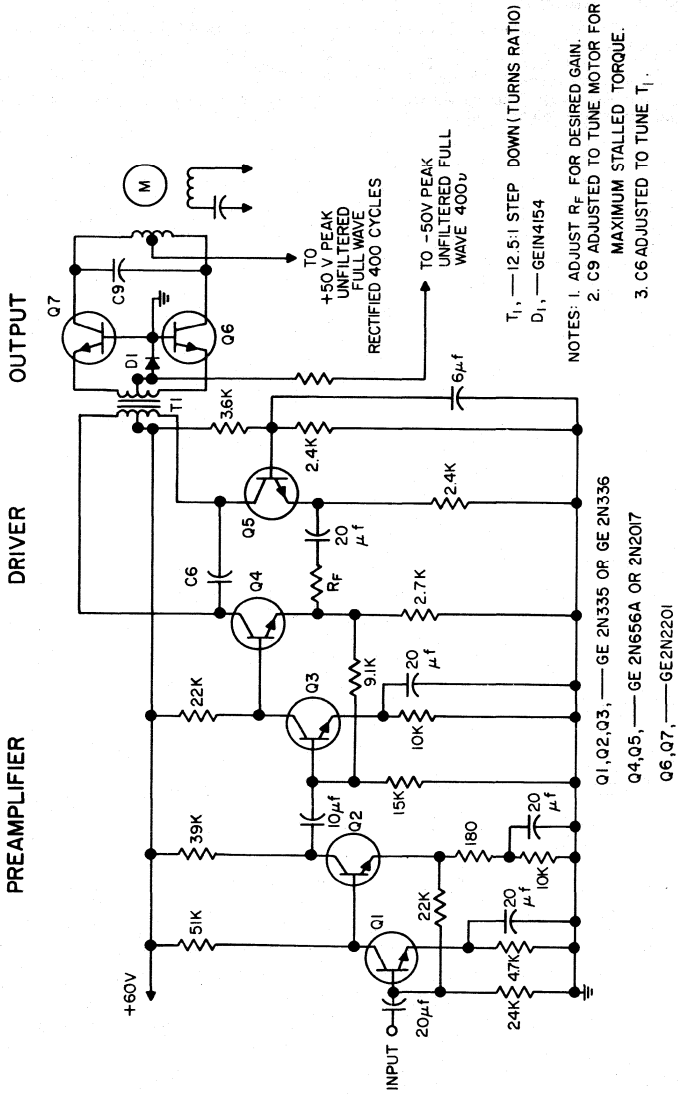 PREAMPLIFIER
DRIVER
OUTPUT
+60V
51K
39K
22K
INPUT
20µf
Q1
Q2
Q3
Q4
Q5
C6
T1
D1
Q7
Q6
C9
M
24K
4.7K
20
µf
22K
180
10K
20
µf
10µf
15K
9.1K
10K
20
µf
2.7K
RF
20
µf
2.4K
3.6K
2.4K
6µf
TO
+50 V PEAK
UNFILTERED
FULL WAVE
RECTIFIED 400 CYCLES
TO -50V PEAK
UNFILTERED FULL
WAVE 400υ
T1, — 12.5:1 STEP DOWN (TURNS RATIO)
D1, — GEIN4154
NOTES: 1. ADJUST RF FOR DESIRED GAIN.
2. C9 ADJUSTED TO TUNE MOTOR FOR
MAXIMUM STALLED TORQUE.
3. C6 ADJUSTED TO TUNE T1.
Q1,Q2,Q3, — GE 2N335 OR GE 2N336
Q4,Q5, — GE 2N656A OR 2N2017
Q6,Q7, — GE2N2201